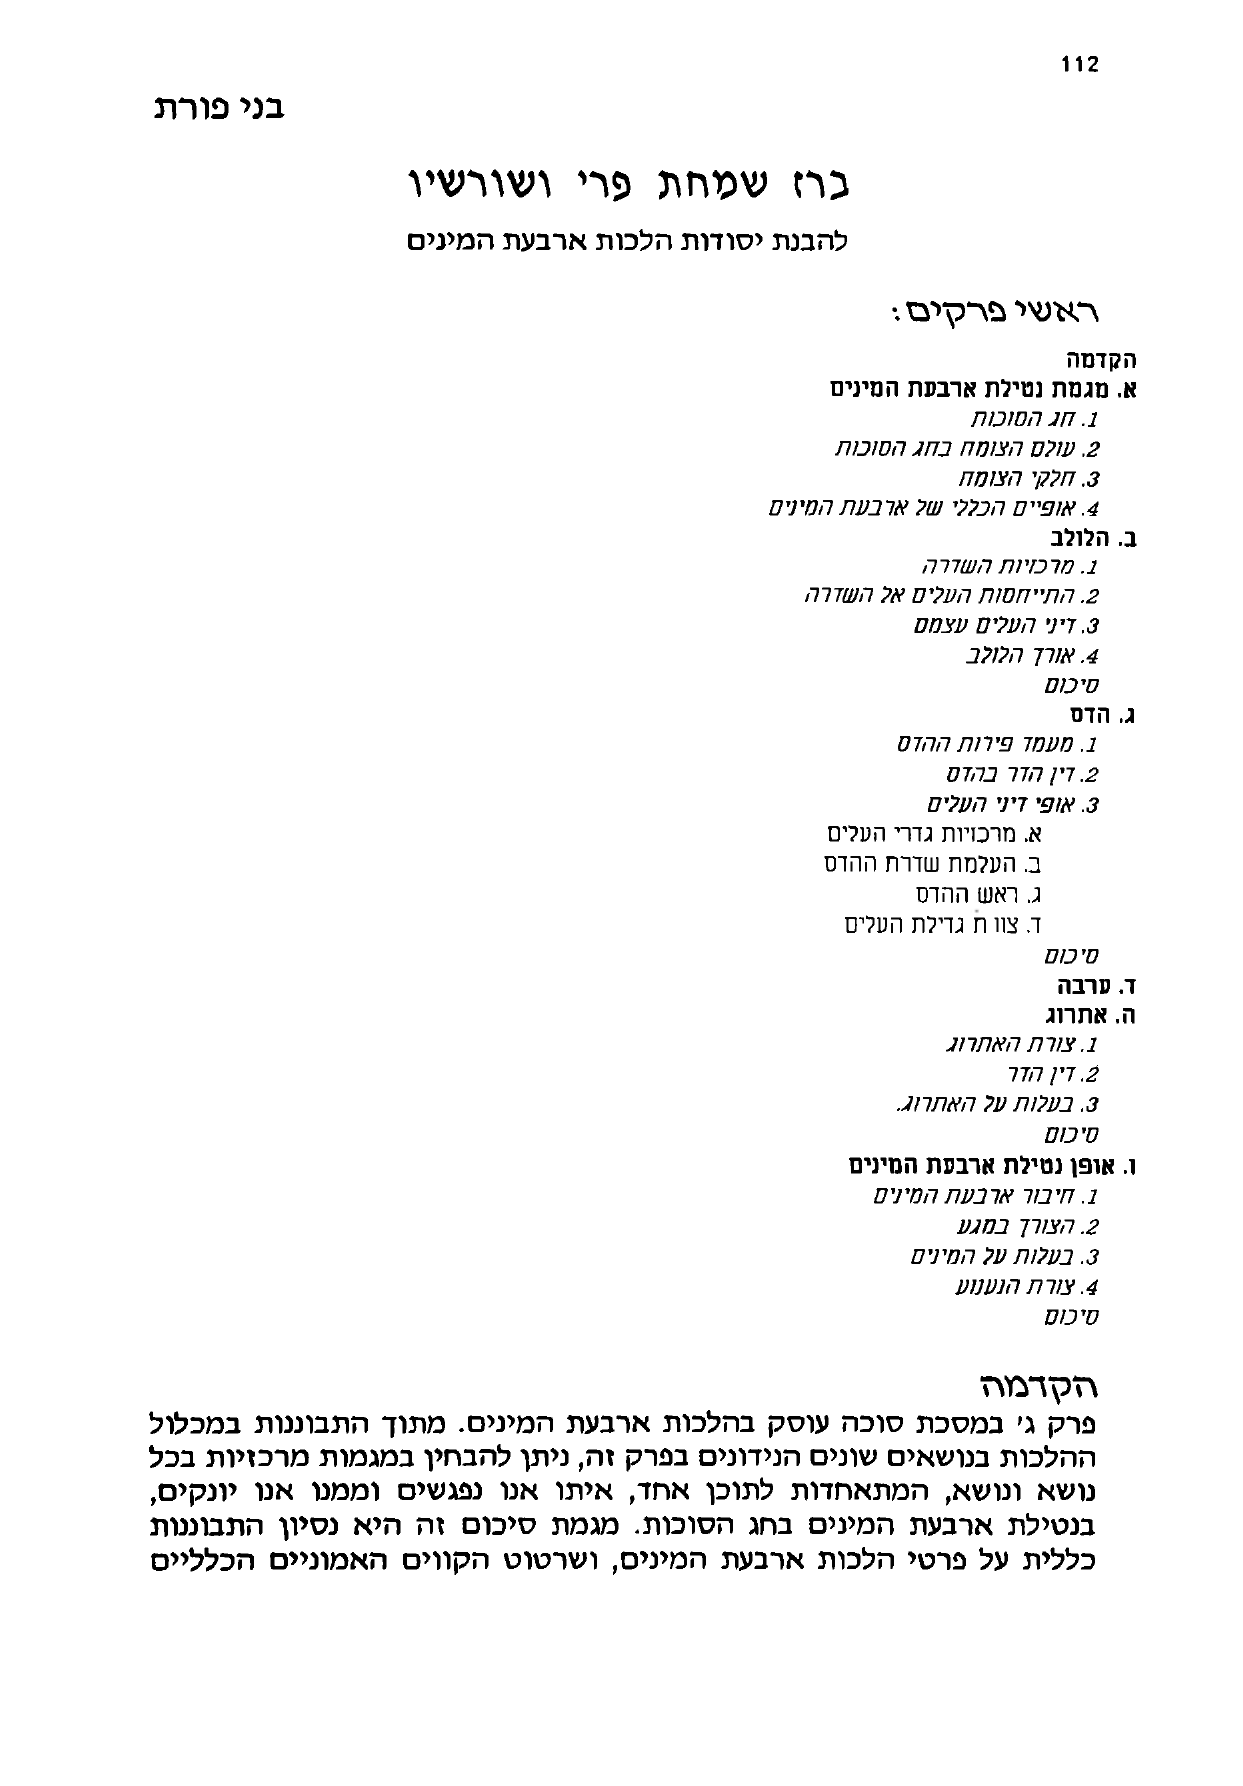 112
בני פורת
ברז שמחת פרי ושורשיו
להבנת יסודות הלכות ארבעת המינים
ראשי פרקים:
הקדמה
א. מגמת נטילת ארבעת המינים
1. חג הסוכות
2. עולם הצומח בחג הסוכות
3. חלקי הצומח
4. אופיים הכללי של ארבעת המינים
ב. הלולב
1. מרכזיות השדרה
2. התייחסות העלים אל השדרה
3. דיני העלים עצמם
4. אורך הלולב
סיכום
ג. הדס
1. מעמד פירות ההדס
2. דין הדר בהדס
3. אופי דיני העלים
א. מרכזיות גדרי העלים
ב. העלמת שדרת ההדס
ג. ראש ההדס
ד. צוו ח גדילת העלים
סיכום
ד. ערבה
ה. אתרוג
1. צורת האתרוג
2. דין הדר
3. בעלות על האתרוג.
סיכום
ו. אופן נטילת ארבעת המינים
1. חיבור ארבעת המינים
2. הצורך במגע
3. בעלות על המינים
4. צורת הנענוע
סיכום
הקדמה
פרק ג' במסכת סוכה עוסק בהלכות ארבעת המינים. מתוך התבוננות במכלול
ההלכות בנושאים שונים הנידונים בפרק זה, ניתן להבחין במגמות מרכזיות בכל
נושא ונושא, המתאחדות לתוכן אחד, איתו אנו נפגשים וממנו אנו יונקים,
בנטילת ארבעת המינים בחג הסוכות. מגמת סיכום זה היא נסיון התבוננות
כללית על פרטי הלכות ארבעת המינים, ושרטוט הקווים האמוניים הכלליים